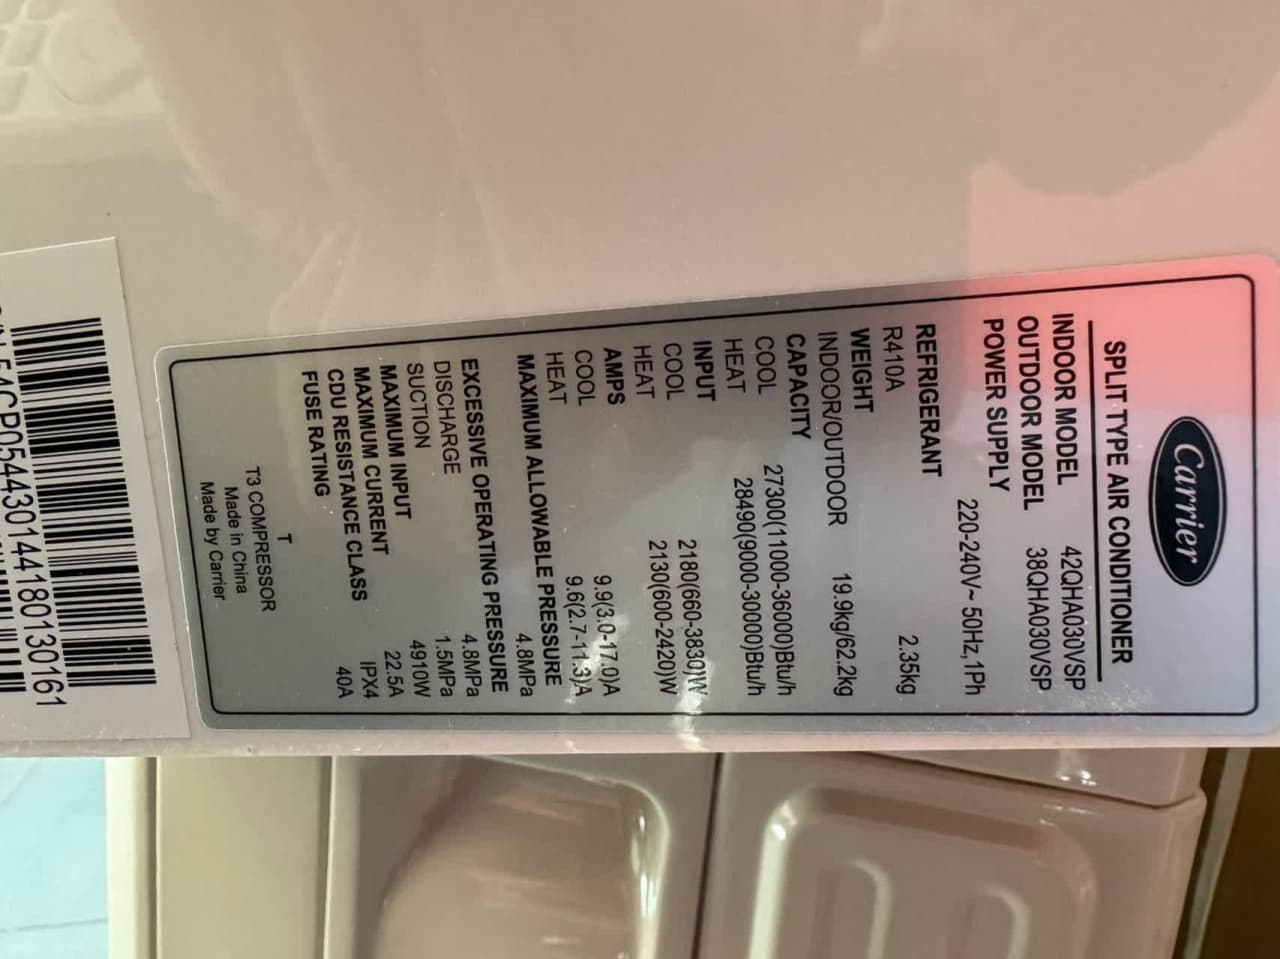 Carrier
SPLIT TYPE AIR CONDITIONER
INDOOR MODEL 42QHA030VSP
OUTDOOR MODEL 38QHA030VSP
POWER SUPPLY
220-240V~ 50Hz,1Ph
REFRIGERANT
R410A 2.35kg
WEIGHT
INDOOR/OUTDOOR 19.9kg/62.2kg
CAPACITY
COOL 27300(11000-36000)Btu/h
HEAT 28490(9000-30000)Btu/h
INPUT
COOL 2180(660-3830)W
HEAT 2130(600-2420)W
AMPS
COOL 9.9(3.0-17.0)A
HEAT 9.6(2.7-11.3)A
MAXIMUM ALLOWABLE PRESSURE
4.8MPa
EXCESSIVE OPERATING PRESSURE
DISCHARGE 4.8MPa
SUCTION 1.5MPa
MAXIMUM INPUT 4910W
MAXIMUM CURRENT 22.5A
CDU RESISTANCE CLASS IPX4
FUSE RATING 40A
T
T3 COMPRESSOR
Made in China
Made by Carrier